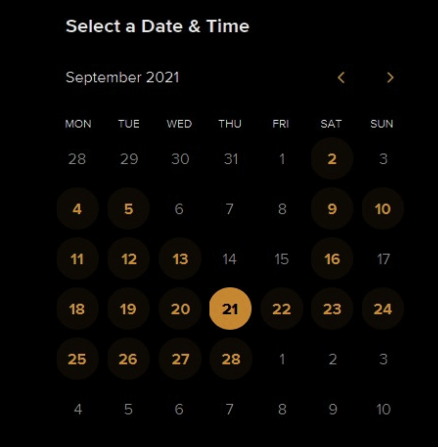 Select a Date & Time
September 2021 < >
MON TUE WED THU FRI SAT SUN
28 29 30 31 1 2 3
4 5 6 7 8 9 10
11 12 13 14 15 16 17
18 19 20 21 22 23 24
25 26 27 28 1 2 3
4 5 6 7 8 9 10